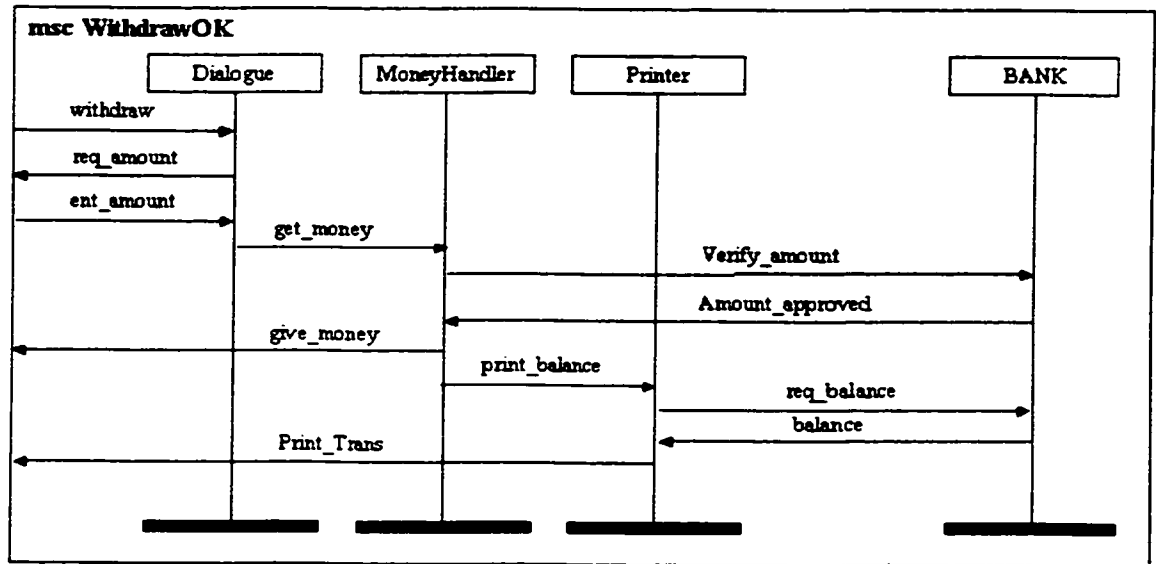 msc WithdrawOK
Dialogue MoneyHandler Printer BANK
withdraw
req_amount
ent_amount
get_money
Verify_amount
Amount_approved
give_money
print_balance
req_balance
balance
Print_Trans